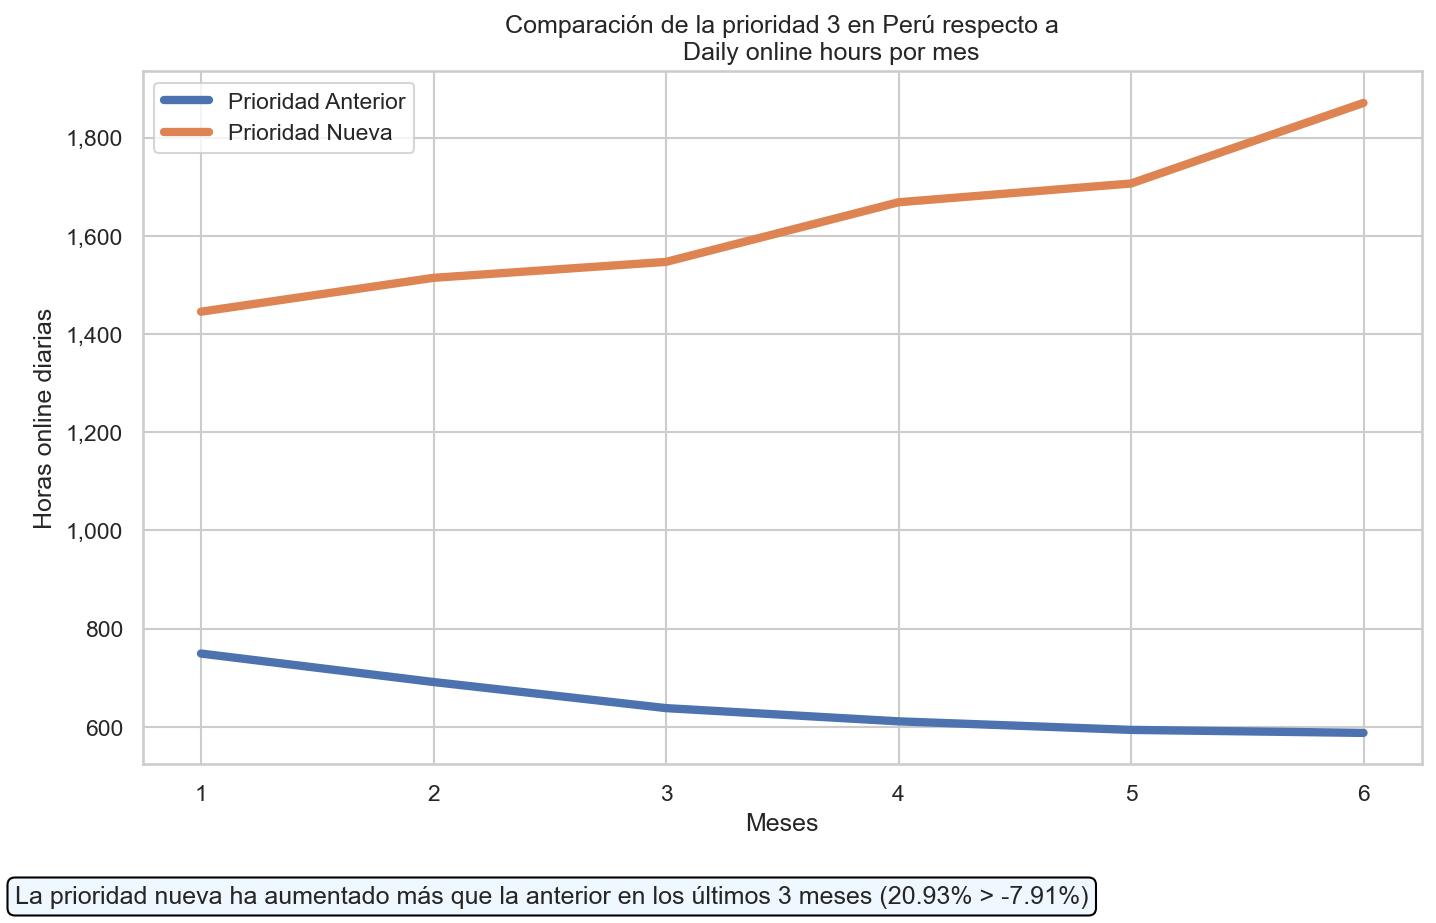 Comparación de la prioridad 3 en Perú respecto a
Daily online hours por mes
Prioridad Anterior
Prioridad Nueva
Horas online diarias
1,800
1,600
1,400
1,200
1,000
800
600
1 2 3 4 5 6
Meses
La prioridad nueva ha aumentado más que la anterior en los últimos 3 meses (20.93% > -7.91%)